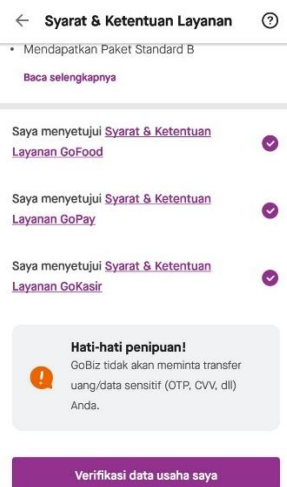 Syarat & Ketentuan Layanan
• Mendapatkan Paket Standard B
Baca selengkapnya
Saya menyetujui Syarat & Ketentuan
Layanan GoFood
Saya menyetujui Syarat & Ketentuan
Layanan GoPay
Saya menyetujui Syarat & Ketentuan
Layanan GoKasir
Hati-hati penipuan!
GoBiz tidak akan meminta transfer
uang/data sensitif (OTP, CVV, dll)
Anda.
Verifikasi data usaha saya